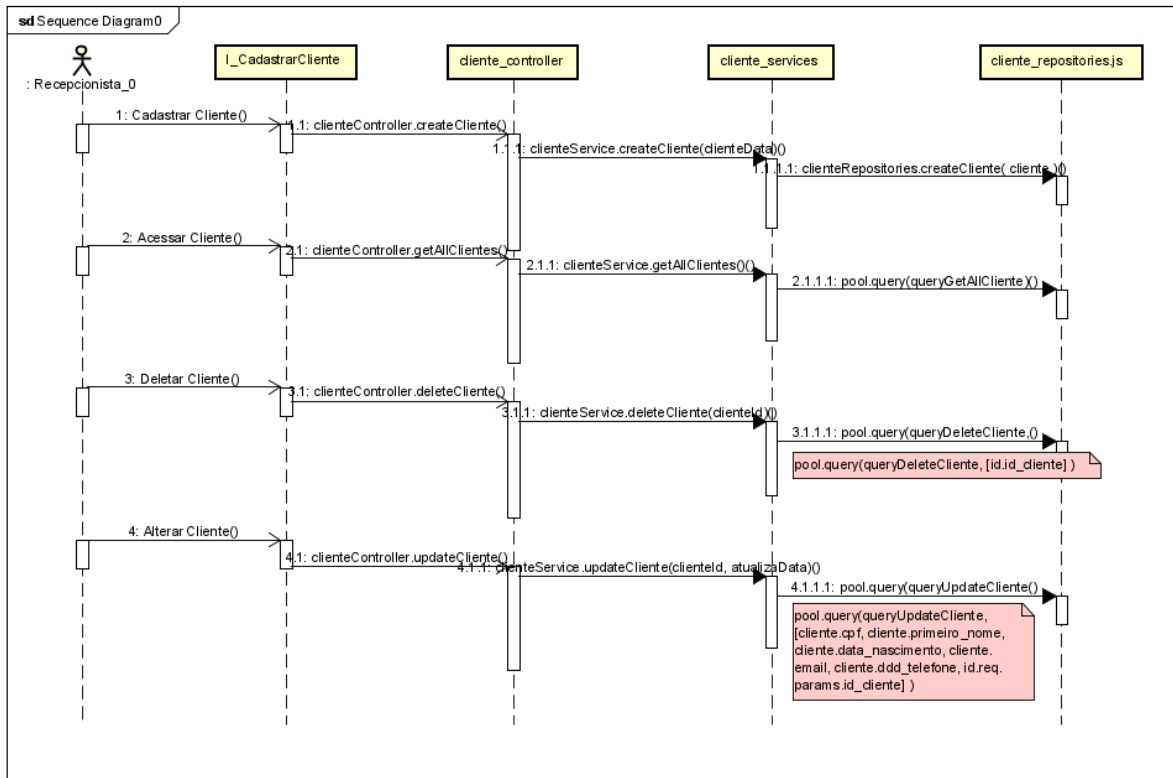 sd Sequence Diagram0
: Recepcionista_0
I_CadastrarCliente
cliente_controller
cliente_services
cliente_repositories.js
1: Cadastrar Cliente()
1.1: clienteController.createCliente()
1.1.1: clienteService.createCliente(clienteData)()
1.1.1.1: clienteRepositories.createCliente( cliente )()
2: Acessar Cliente()
2.1: clienteController.getAllClientes()
2.1.1: clienteService.getAllClientes()()
2.1.1.1: pool.query(queryGetAllCliente)()
3: Deletar Cliente()
3.1: clienteController.deleteCliente()
3.1.1: clienteService.deleteCliente(clienteId)()
3.1.1.1: pool.query(queryDeleteCliente,()
pool.query(queryDeleteCliente, [id.id_cliente] )
4: Alterar Cliente()
4.1: clienteController.updateCliente()
4.1.1: clienteService.updateCliente(clienteId, atualizaData)()
4.1.1.1: pool.query(queryUpdateCliente()
pool.query(queryUpdateCliente,
[cliente.cpf, cliente.primeiro_nome,
cliente.data_nascimento, cliente.
email, cliente.ddd_telefone, id.req.
params.id_cliente] )